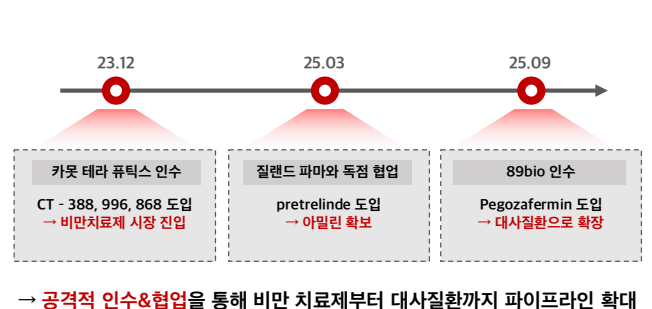 23.12
25.03
25.09
카못 테라 퓨틱스 인수
CT - 388, 996, 868 도입
→ 비만치료제 시장 진입
질랜드 파마와 독점 협업
pretrelinde 도입
→ 아밀린 확보
89bio 인수
Pegozafermin 도입
→ 대사질환으로 확장
→ 공격적 인수&협업을 통해 비만 치료제부터 대사질환까지 파이프라인 확대